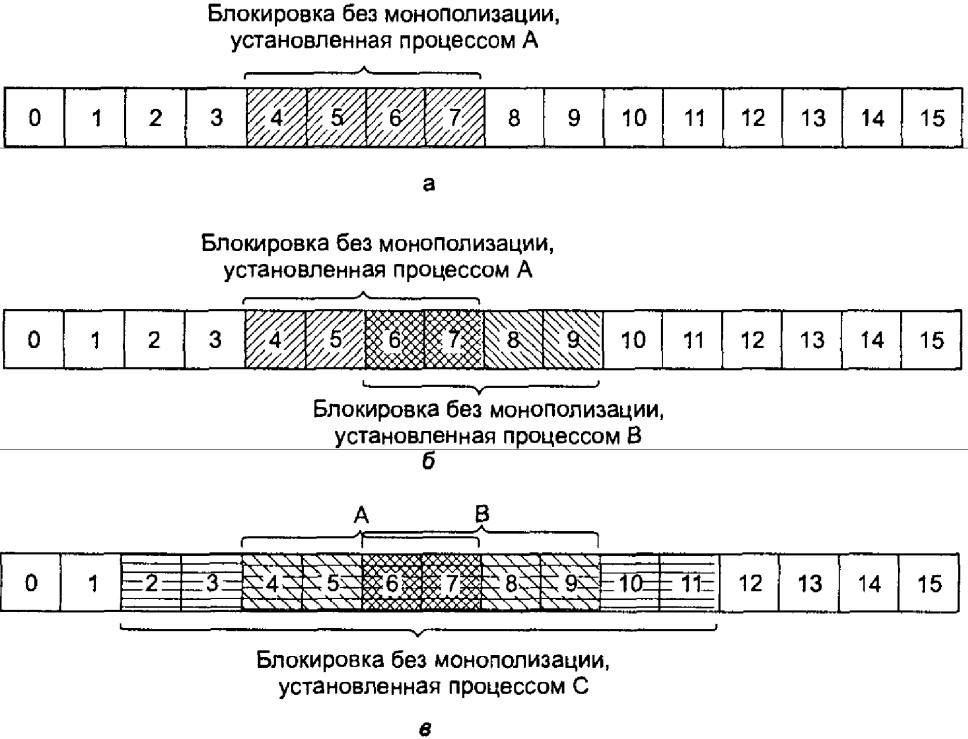 Блокировка без монополизации,
установленная процессом А
0 1 2 3 4 5 6 7 8 9 10 11 12 13 14 15
а
Блокировка без монополизации,
установленная процессом А
0 1 2 3 4 5 6 7 8 9 10 11 12 13 14 15
Блокировка без монополизации,
установленная процессом В
б
А В
0 1 2 3 4 5 6 7 8 9 10 11 12 13 14 15
Блокировка без монополизации,
установленная процессом С
в